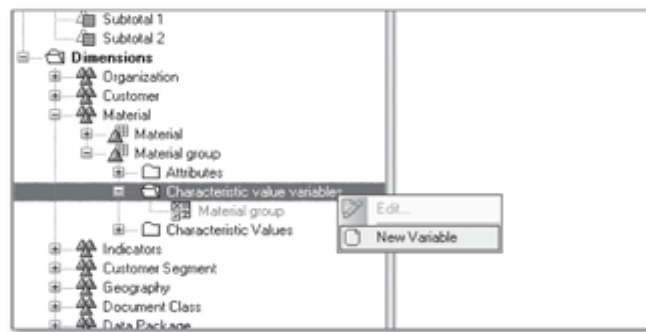 Subtotal 1
Subtotal 2
Dimensions
Organization
Customer
Material
Material
Material group
Attributes
Characteristic value variables
Edit...
Material group
New Variable
Characteristic Values
Indicators
Customer Segment
Geography
Document Class
Data Package